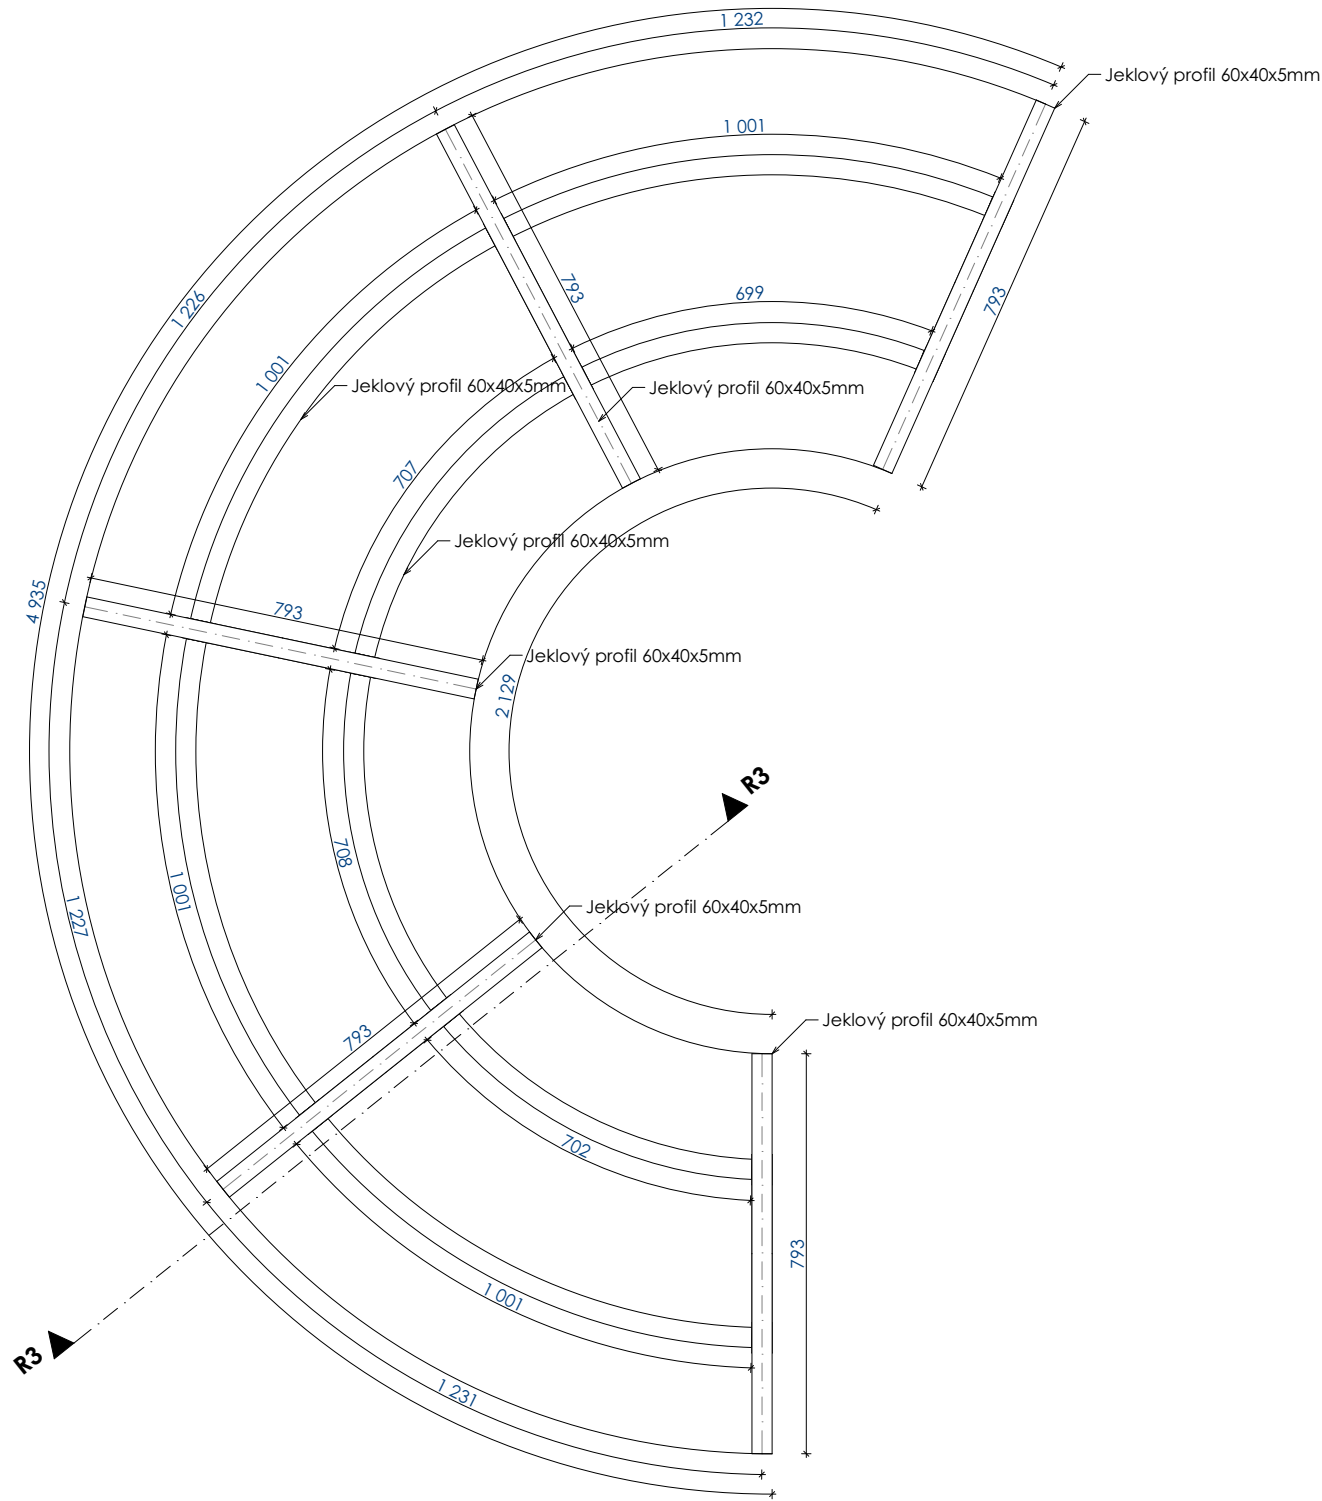 1 232
Jeklový profil 60x40x5mm
1 001
793
793
699
1 226
1 001
Jeklový profil 60x40x5mm
Jeklový profil 60x40x5mm
707
Jeklový profil 60x40x5mm
4 935
793
Jeklový profil 60x40x5mm
2 129
R3
708
1 001
1 227
Jeklový profil 60x40x5mm
793
Jeklový profil 60x40x5mm
702
793
1 001
R3
1 231